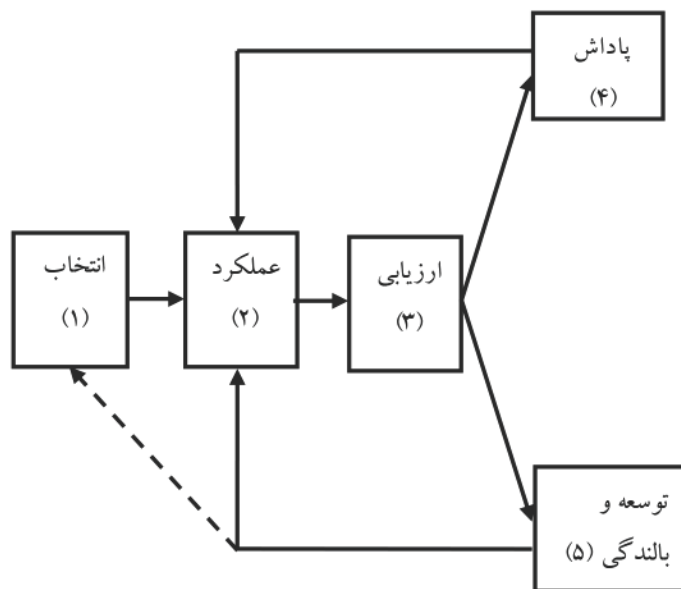 پاداش
(۴)
انتخاب
(۱)
عملکرد
(۲)
ارزیابی
(۳)
توسعه و
بالندگی (۵)